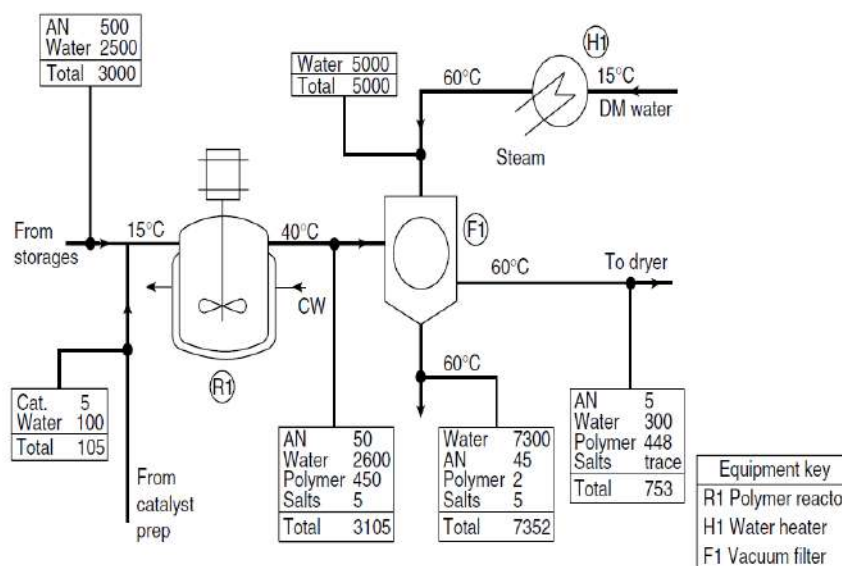 AN 500
Water 2500
Total 3000
Water 5000
Total 5000
H1
60°C
15°C
DM water
Steam
From
storages
15°C
40°C
F1
60°C
To dryer
CW
R1
60°C
Cat. 5
Water 100
Total 105
From
catalyst
prep
AN 50
Water 2600
Polymer 450
Salts 5
Total 3105
Water 7300
AN 45
Polymer 2
Salts 5
Total 7352
AN 5
Water 300
Polymer 448
Salts trace
Total 753
Equipment key
R1 Polymer reacto
H1 Water heater
F1 Vacuum filter